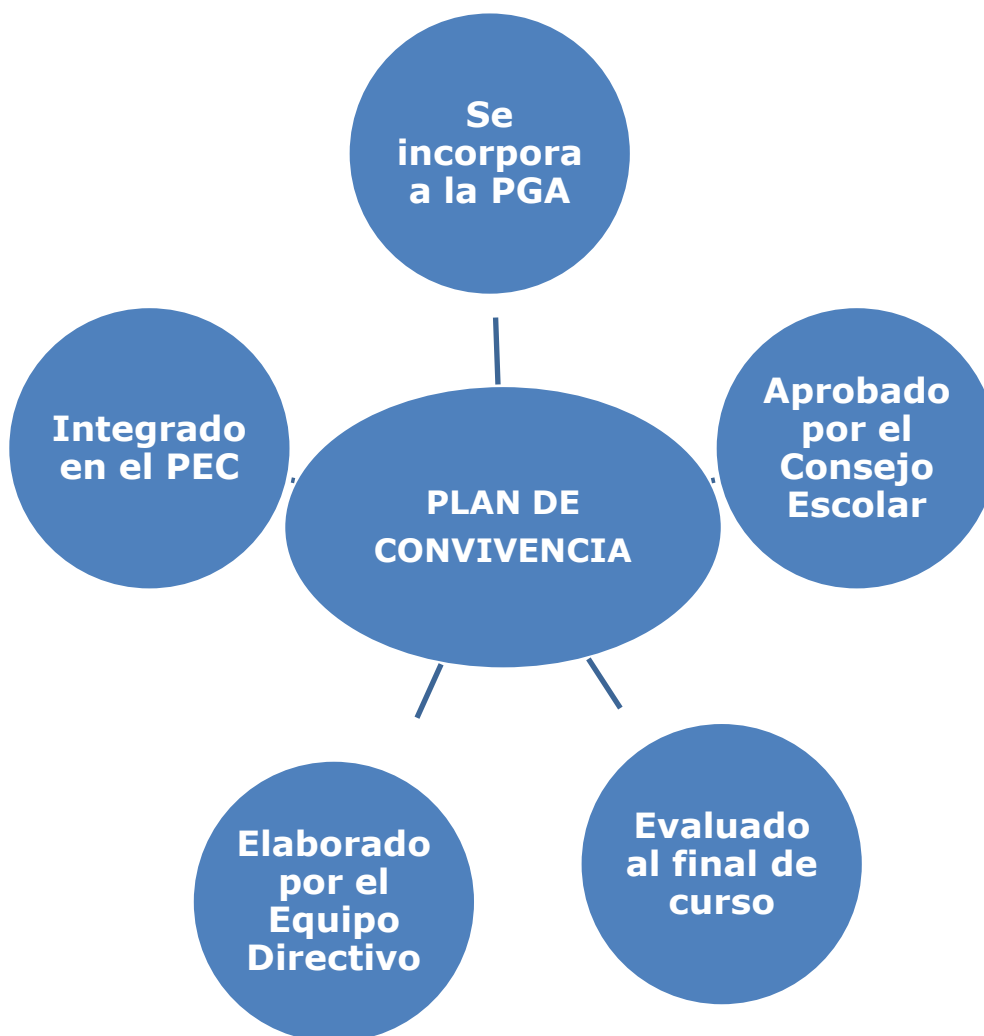 Se
incorpora
a la PGA
Integrado
en el PEC
Aprobado
por el
Consejo
Escolar
PLAN DE
CONVIVENCIA
Elaborado
por el
Equipo
Directivo
Evaluado
al final de
curso